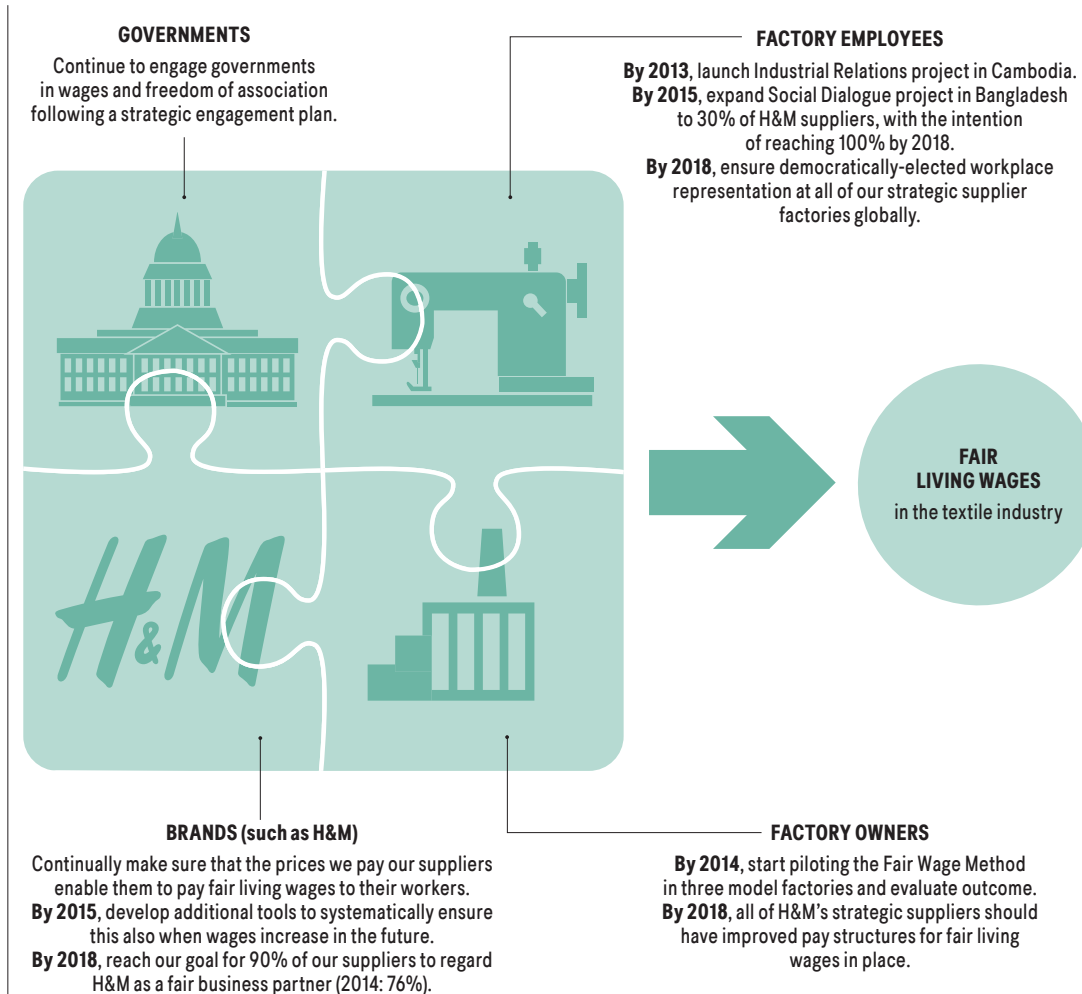 GOVERNMENTS
Continue to engage governments
in wages and freedom of association
following a strategic engagement plan.
FACTORY EMPLOYEES
By 2013, launch Industrial Relations project in Cambodia.
By 2015, expand Social Dialogue project in Bangladesh
to 30% of H&M suppliers, with the intention
of reaching 100% by 2018.
By 2018, ensure democratically-elected workplace
representation at all of our strategic supplier
factories globally.
FAIR
LIVING WAGES
in the textile industry
H&M
BRANDS (such as H&M)
Continually make sure that the prices we pay our suppliers
enable them to pay fair living wages to their workers.
By 2015, develop additional tools to systematically ensure
this also when wages increase in the future.
By 2018, reach our goal for 90% of our suppliers to regard
H&M as a fair business partner (2014: 76%).
FACTORY OWNERS
By 2014, start piloting the Fair Wage Method
in three model factories and evaluate outcome.
By 2018, all of H&M's strategic suppliers should
have improved pay structures for fair living
wages in place.